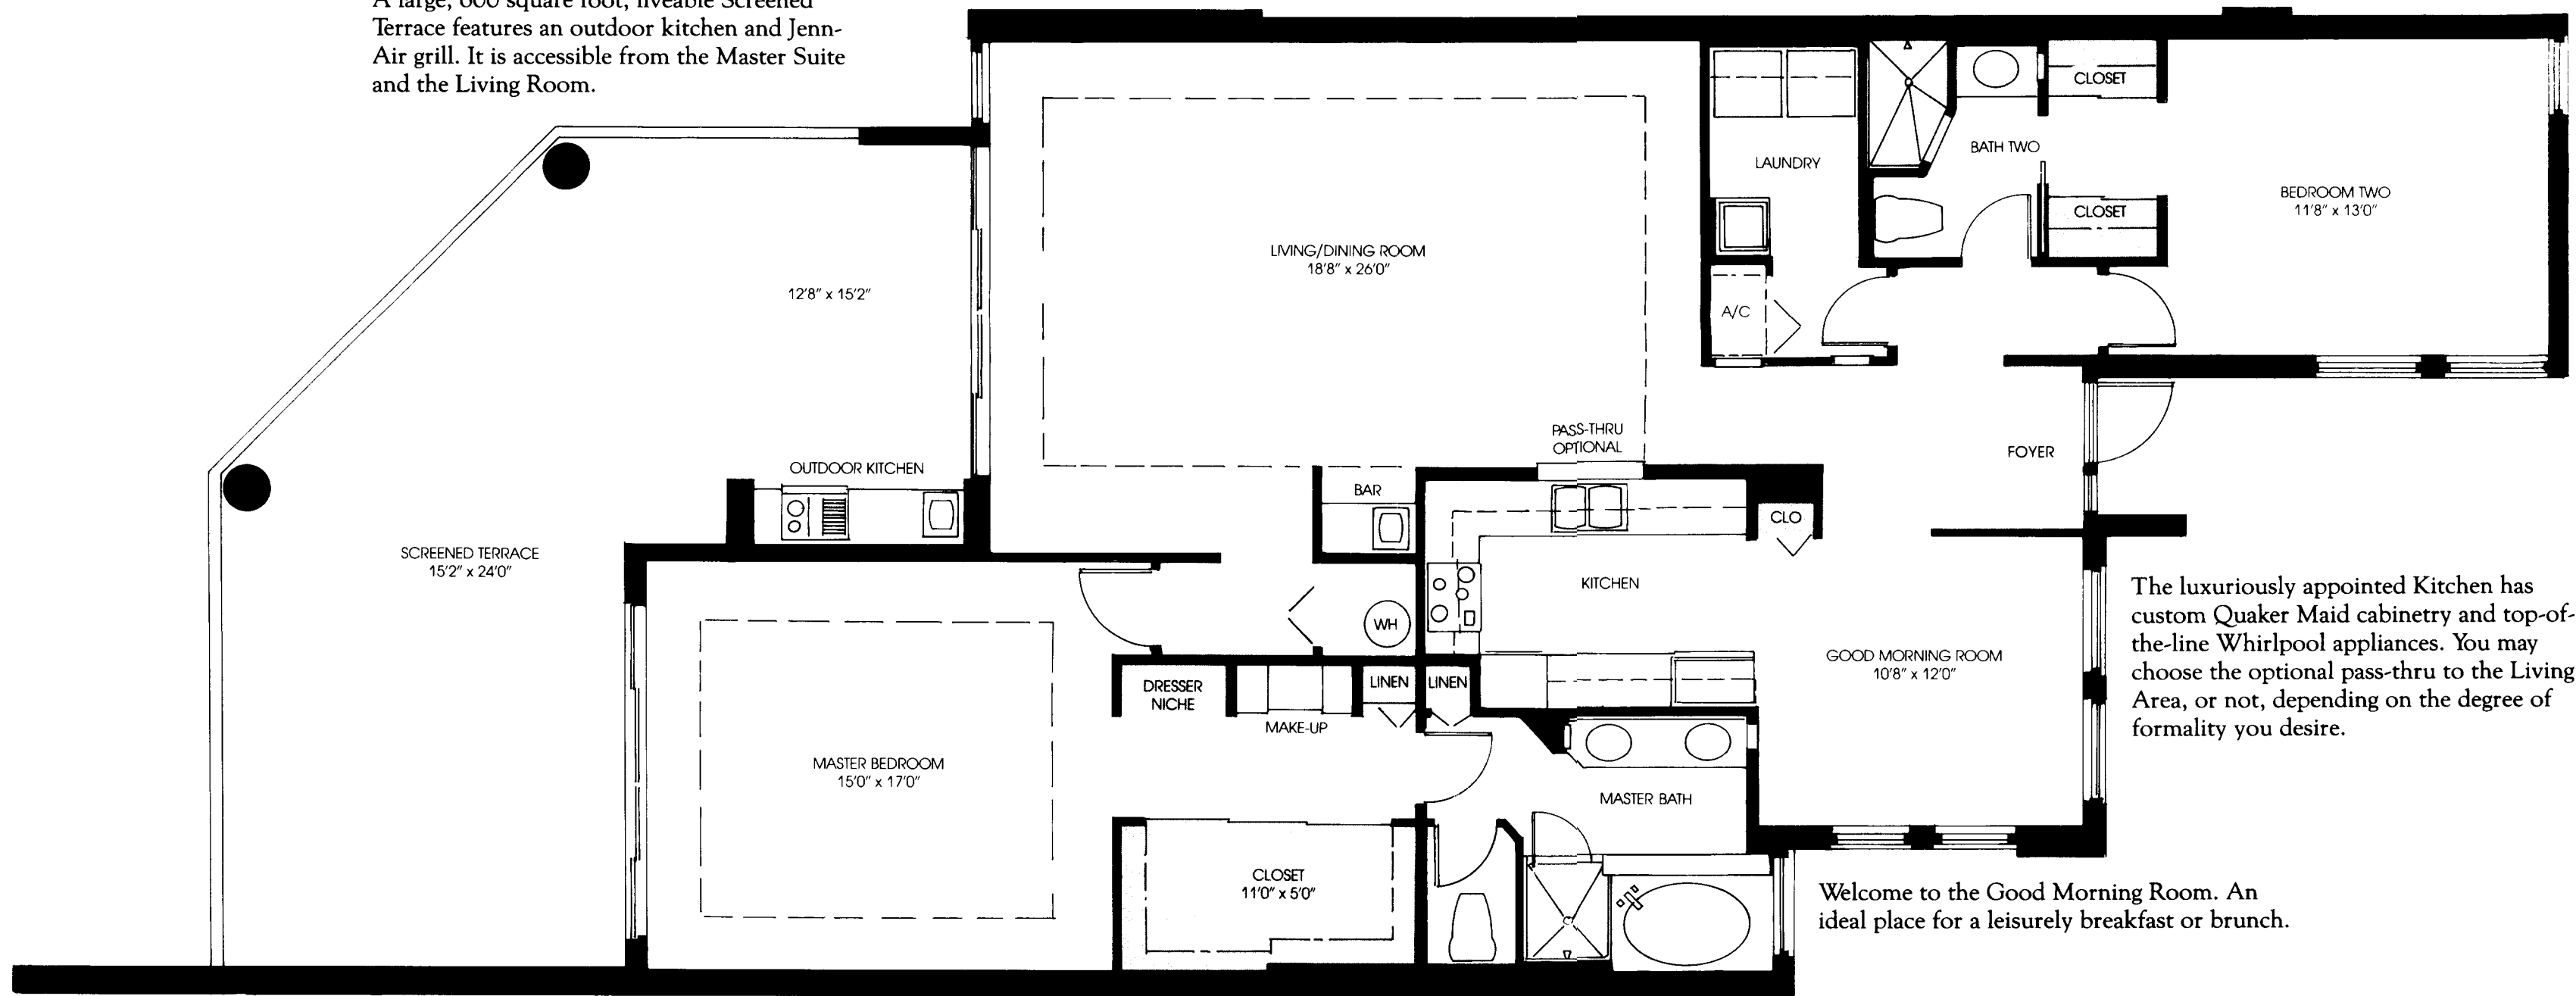 A large, 600 square foot, liveable Screened
Terrace features an outdoor kitchen and Jenn-
Air grill. It is accessible from the Master Suite
and the Living Room.
CLOSET
BATH TWO
LAUNDRY
BEDROOM TWO
11'8" x 13'0"
CLOSET
LIVING/DINING ROOM
18'8" x 26'0"
12'8" x 15'2"
A/C
PASS-THRU
OPTIONAL
FOYER
OUTDOOR KITCHEN
BAR
CLO
SCREENED TERRACE
15'2" x 24'0"
KITCHEN
WH
The luxuriously appointed Kitchen has
custom Quaker Maid cabinetry and top-of-
the-line Whirlpool appliances. You may
choose the optional pass-thru to the Living
Area, or not, depending on the degree of
formality you desire.
GOOD MORNING ROOM
10'8" x 12'0"
DRESSER
NICHE
LINEN
LINEN
MAKE-UP
MASTER BEDROOM
15'0" x 17'0"
MASTER BATH
CLOSET
11'0" x 5'0"
Welcome to the Good Morning Room. An
ideal place for a leisurely breakfast or brunch.